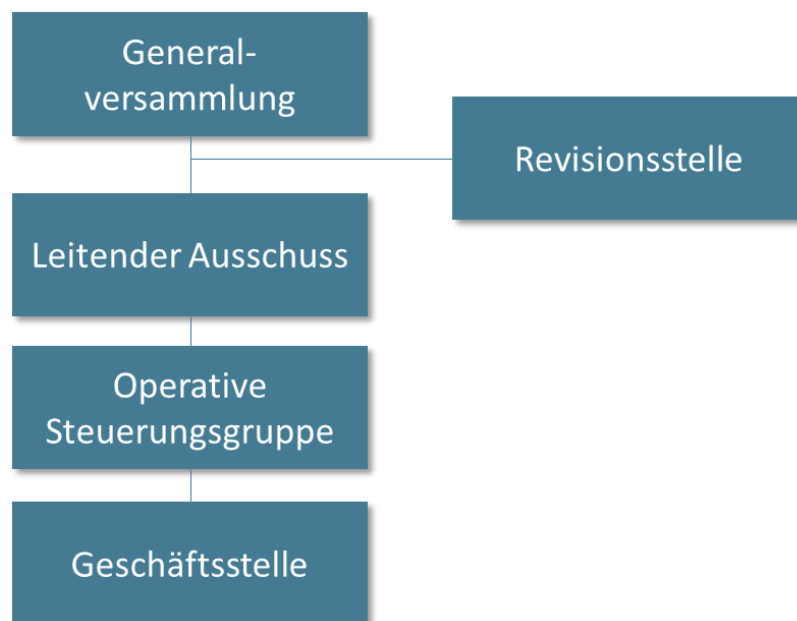 General-
versammlung
Revisionsstelle
Leitender Ausschuss
Operative
Steuerungsgruppe
Geschäftsstelle